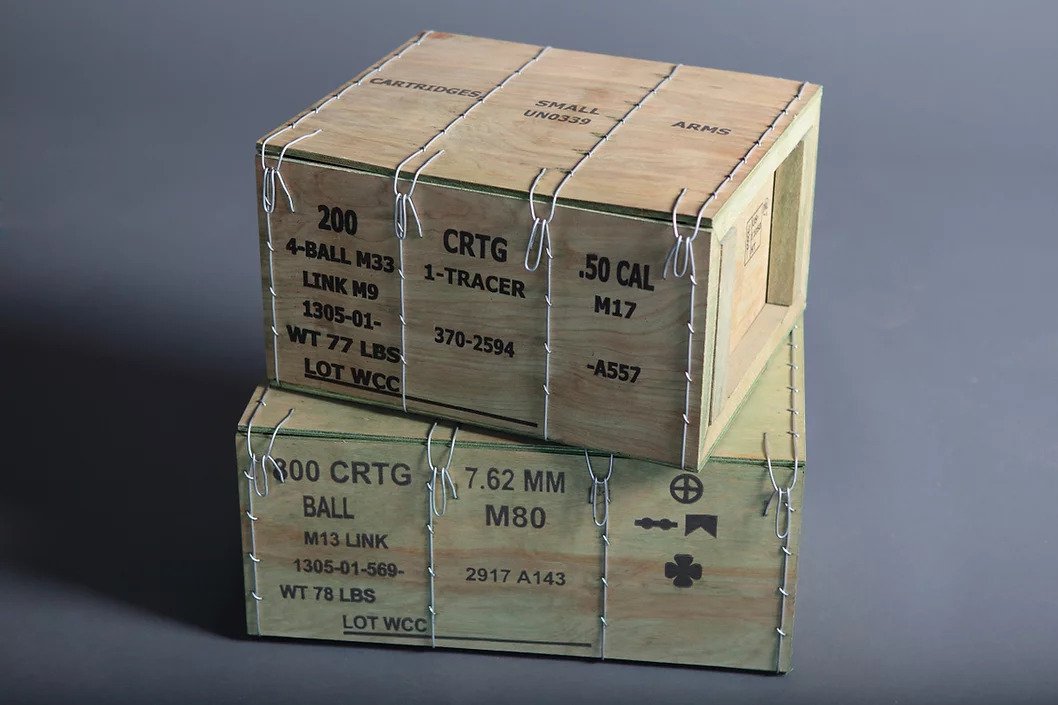 CARTRIDGES, SMALL ARMS
UN0339
200 CRTG .50 CAL
4-BALL M33 1-TRACER M17
LINK M9
1305-01- 370-2594 -A557
WT 77 LBS
LOT WCC
800 CRTG 7.62 MM
BALL M80
M13 LINK
1305-01-569- 2917 A143
WT 78 LBS
LOT WCC